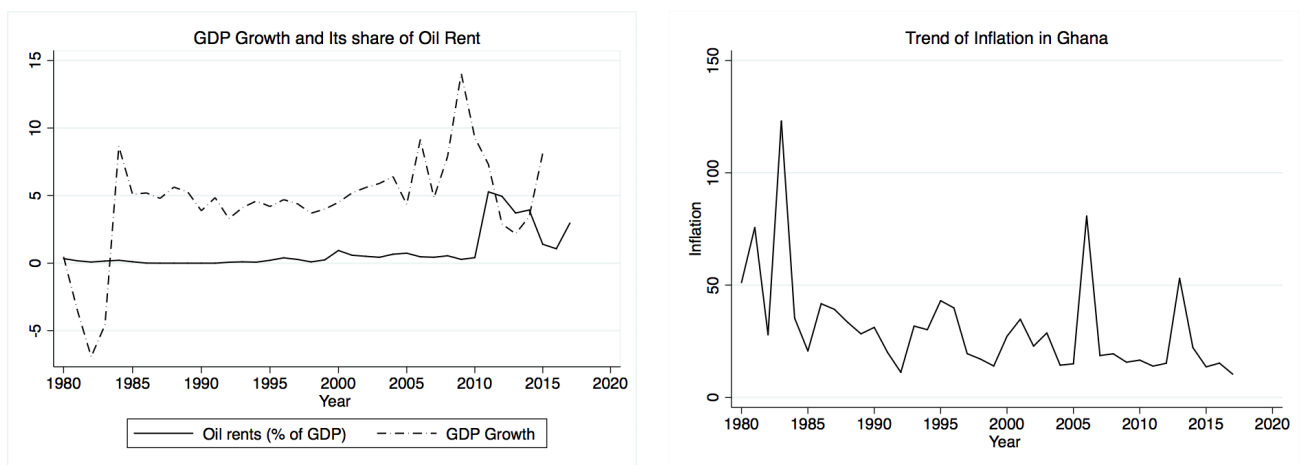 GDP Growth and Its share of Oil Rent
15
10
5
0
-5
1980 1985 1990 1995 2000 2005 2010 2015 2020
Year
Oil rents (% of GDP) GDP Growth
Trend of Inflation in Ghana
150
100
50
0
Inflation
1980 1985 1990 1995 2000 2005 2010 2015 2020
Year